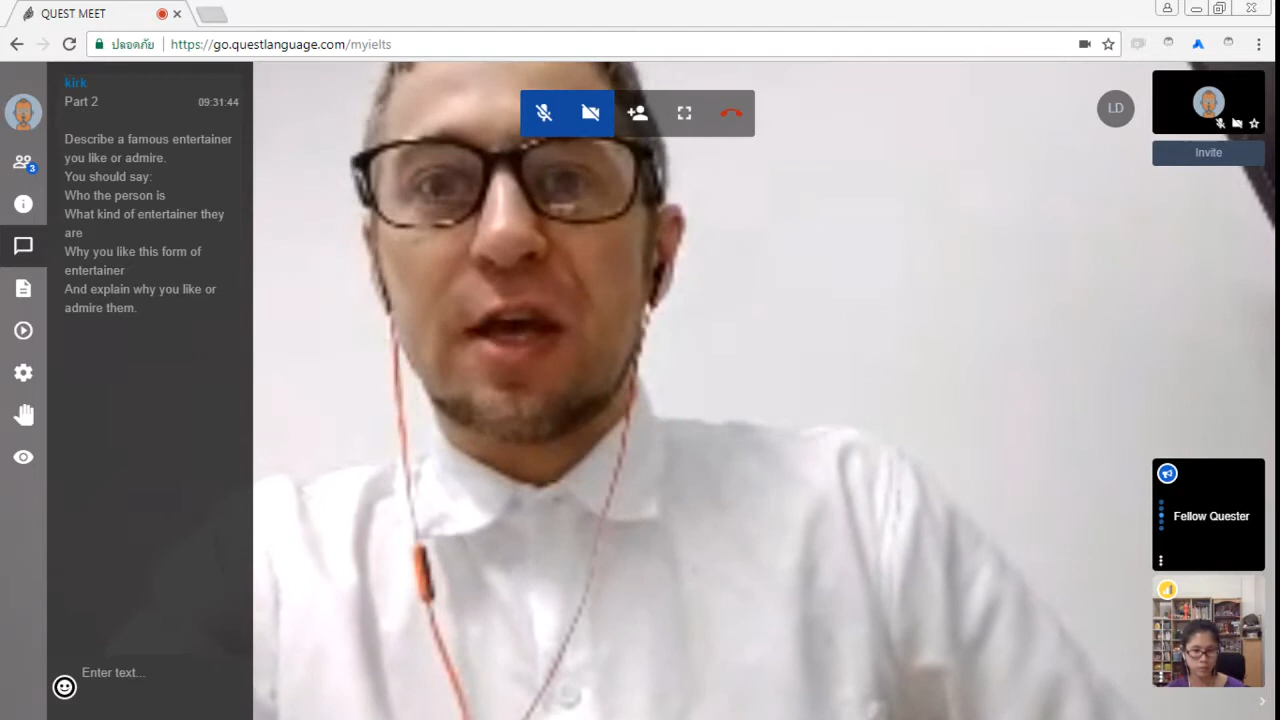 QUEST MEET
ปลอดภัย
https://go.questlanguage.com/myielts
kirk
Part 2
09:31:44
Describe a famous entertainer
you like or admire.
You should say:
Who the person is
What kind of entertainer they
are
Why you like this form of
entertainer
And explain why you like or
admire them.
3
Enter text...
LD
Invite
Fellow Quester